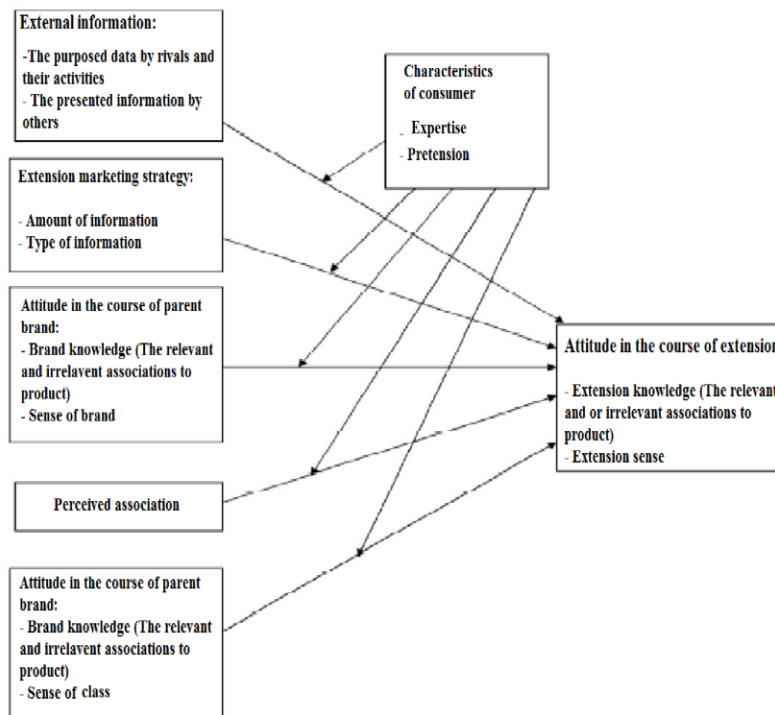 External information:
-The purposed data by rivals and
their activities
- The presented information by
others
Characteristics
of consumer
- Expertise
- Pretension
Extension marketing strategy:
- Amount of information
- Type of information
Attitude in the course of parent
brand:
- Brand knowledge (The relevant
and irrelavent associations to
product)
- Sense of brand
Attitude in the course of extension
- Extension knowledge (The relevant
and or irrelevant associations to
product)
- Extension sense
Perceived association
Attitude in the course of parent
brand:
- Brand knowledge (The relevant
and irrelavent associations to
product)
- Sense of class